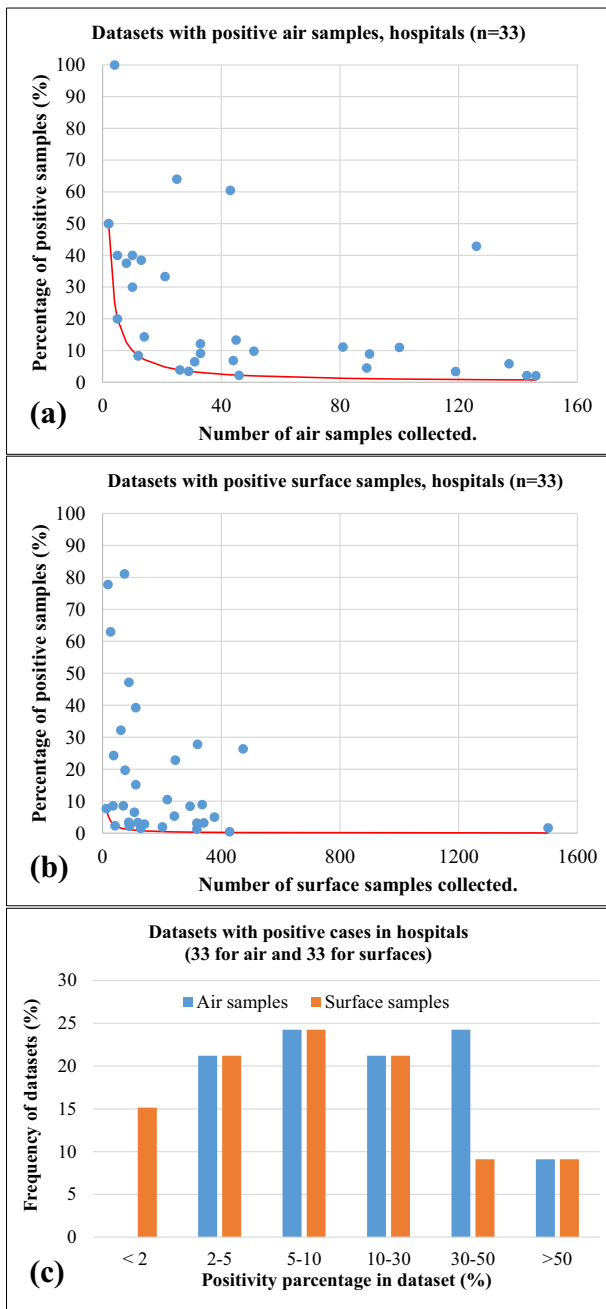 Datasets with positive air samples, hospitals (n=33)
Percentage of positive samples (%)
100
90
80
70
60
50
40
30
20
10
0
0 40 80 120 160
Number of air samples collected.
(a)
Datasets with positive surface samples, hospitals (n=33)
Percentage of positive samples (%)
100
90
80
70
60
50
40
30
20
10
0
0 400 800 1200 1600
Number of surface samples collected.
(b)
Datasets with positive cases in hospitals
(33 for air and 33 for surfaces)
Air samples Surface samples
Frequency of datasets (%)
30
25
20
15
10
5
0
< 2 2-5 5-10 10-30 30-50 >50
Positivity parcentage in dataset (%)
(c)